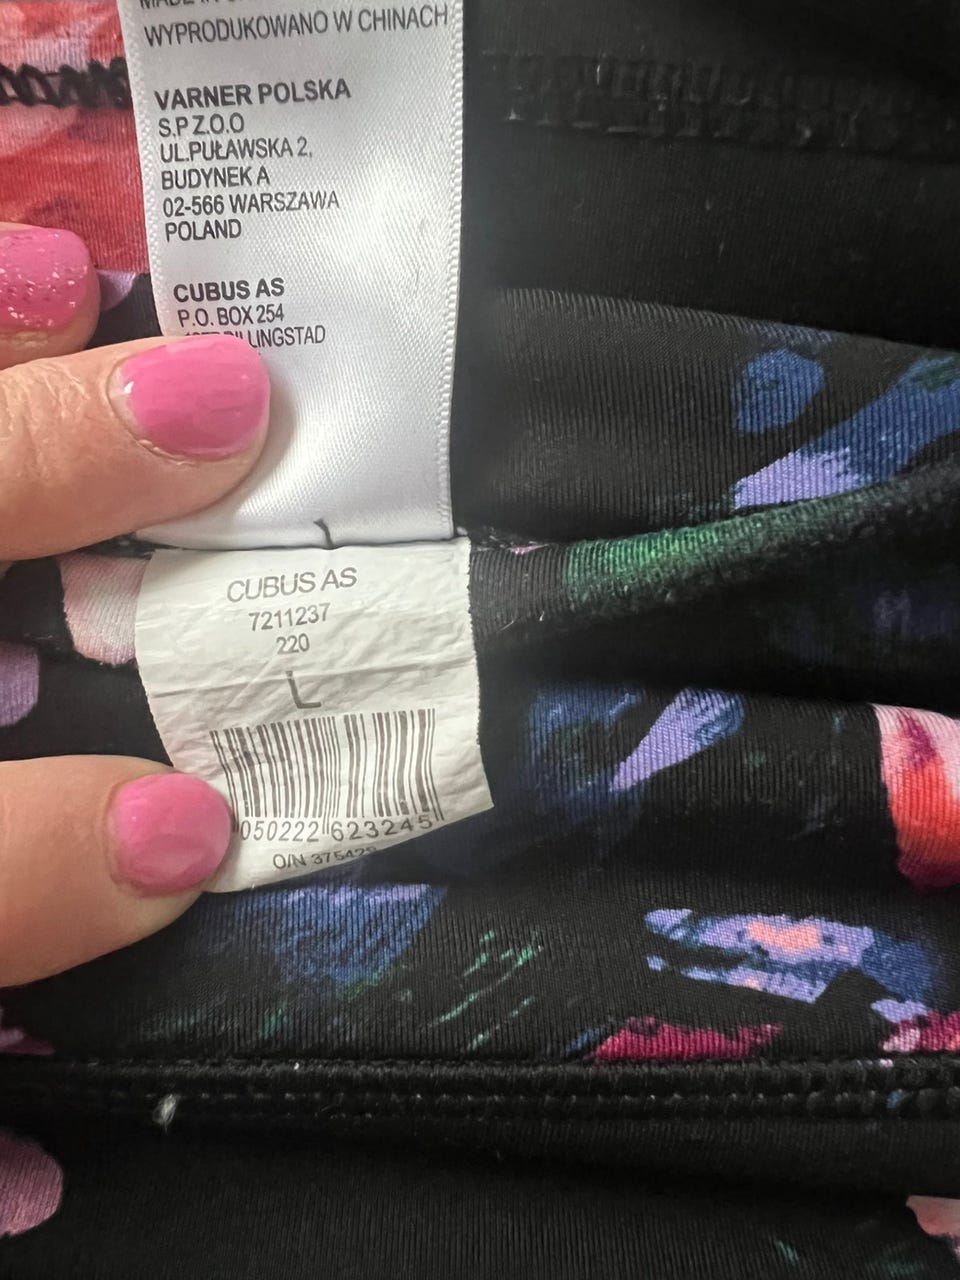 WYPRODUKOWANO W CHINACH
VARNER POLSKA
S.P Z.O.O
UL.PUŁAWSKA 2,
BUDYNEK A
02-566 WARSZAWA
POLAND
CUBUS AS
P.O. BOX 254
CUBUS AS
7211237
220
L
050222 623245
O/N